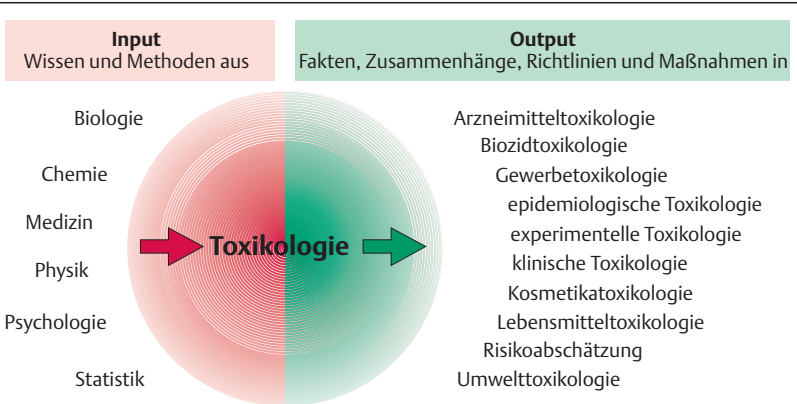 Input
Wissen und Methoden aus
Output
Fakten, Zusammenhänge, Richtlinien und Maßnahmen in
Biologie
Chemie
Medizin
Physik
Psychologie
Statistik
Toxikologie
Arzneimitteltoxikologie
Biozidtoxikologie
Gewerbetoxikologie
epidemiologische Toxikologie
experimentelle Toxikologie
klinische Toxikologie
Kosmetikatoxikologie
Lebensmitteltoxikologie
Risikoabschätzung
Umwelttoxikologie